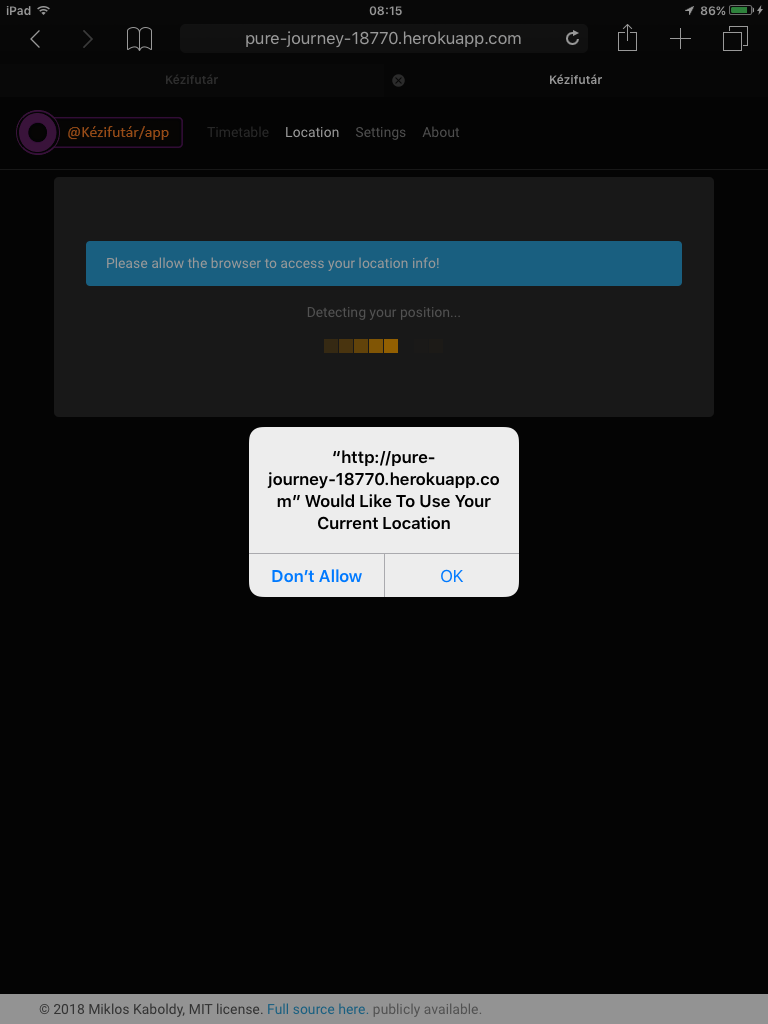 iPad 08:15 86%
pure-journey-18770.herokuapp.com
Kézifutár Kézifutár
@Kézifutár/app Timetable Location Settings About
Please allow the browser to access your location info!
Detecting your position...
“http://pure-
journey-18770.herokuapp.co
m” Would Like To Use Your
Current Location
Don’t Allow OK
© 2018 Miklos Kaboldy, MIT license. Full source here. publicly available.